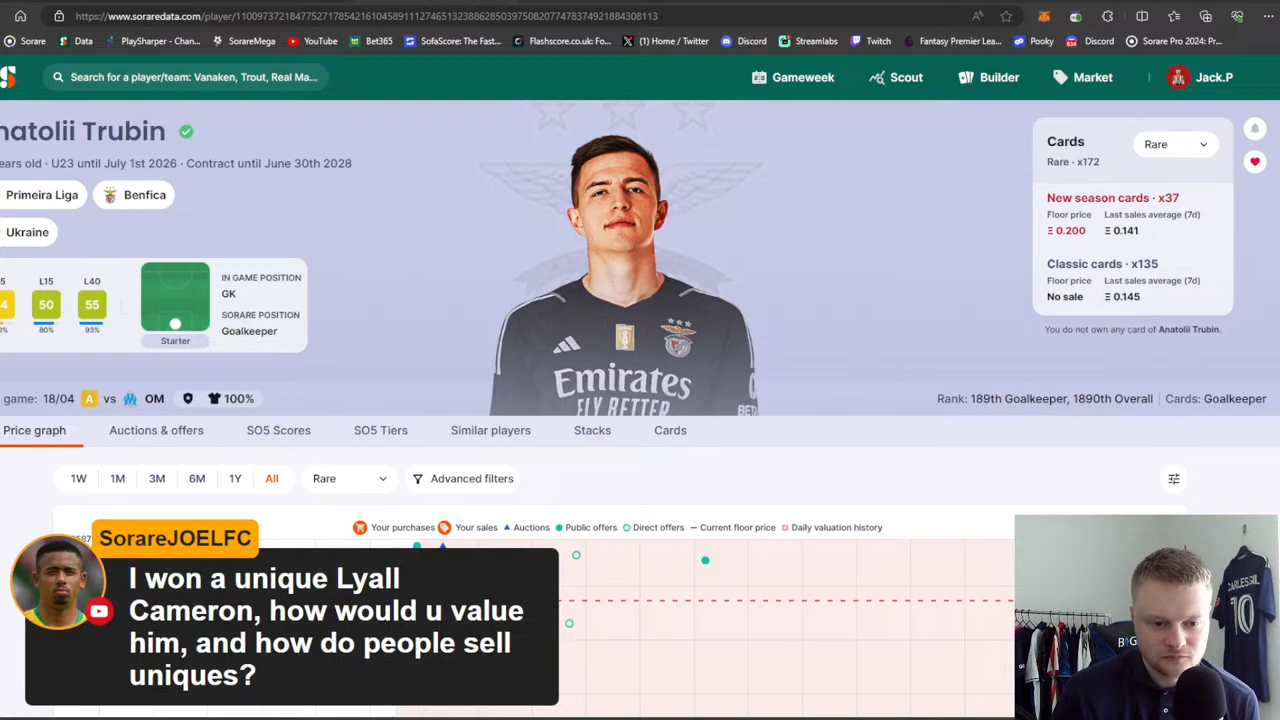 https://www.soraredata.com/player/110097372184775271785421610458911127465132388628503975082077478374921884308113
Sorare
Data
PlaySharper - Chan...
SorareMega
YouTube
Bet365
SofaScore: The Fast...
Flashscore.co.uk: Fo...
(1) Home / Twitter
Discord
Streamlabs
Twitch
Fantasy Premier Lea...
Pooky
Discord
Sorare Pro 2024: Pr...
Search for a player/team: Vanaken, Trout, Real Ma...
Gameweek
Scout
Builder
Market
Jack.P
natolii Trubin
ears old · U23 until July 1st 2026 · Contract until June 30th 2028
Primeira Liga
Benfica
Ukraine
5
L15
L40
4
50
55
0%
80%
93%
Starter
IN GAME POSITION
GK
SORARE POSITION
Goalkeeper
Emirates
FLY BETTER
Cards
Rare
Rare · x172
New season cards · x37
Floor price
Last sales average (7d)
Ξ 0.200
Ξ 0.141
Classic cards · x135
Floor price
Last sales average (7d)
No sale
Ξ 0.145
You do not own any card of Anatolii Trubin.
game: 18/04 A vs OM 100%
Rank: 189th Goalkeeper, 1890th Overall
Cards: Goalkeeper
Price graph
Auctions & offers
SO5 Scores
SO5 Tiers
Similar players
Stacks
Cards
1W
1M
3M
6M
1Y
All
Rare
Advanced filters
Your purchases
Your sales
Auctions
Public offers
Direct offers
Current floor price
Daily valuation history
SorareJOELFC
I won a unique Lyall
Cameron, how would u value
him, and how do people sell
uniques?
CARLES GIL
10